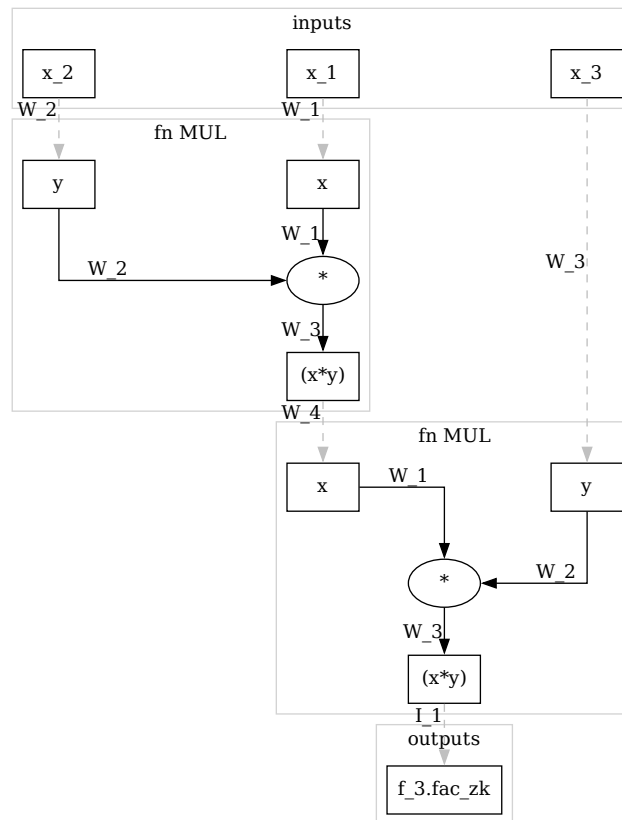 inputs
x_2
x_1
x_3
W_2
W_1
fn MUL
y
x
W_1
W_2
W_3
*
W_3
(x*y)
W_4
fn MUL
x
W_1
y
*
W_2
W_3
(x*y)
I_1
outputs
f_3.fac_zk